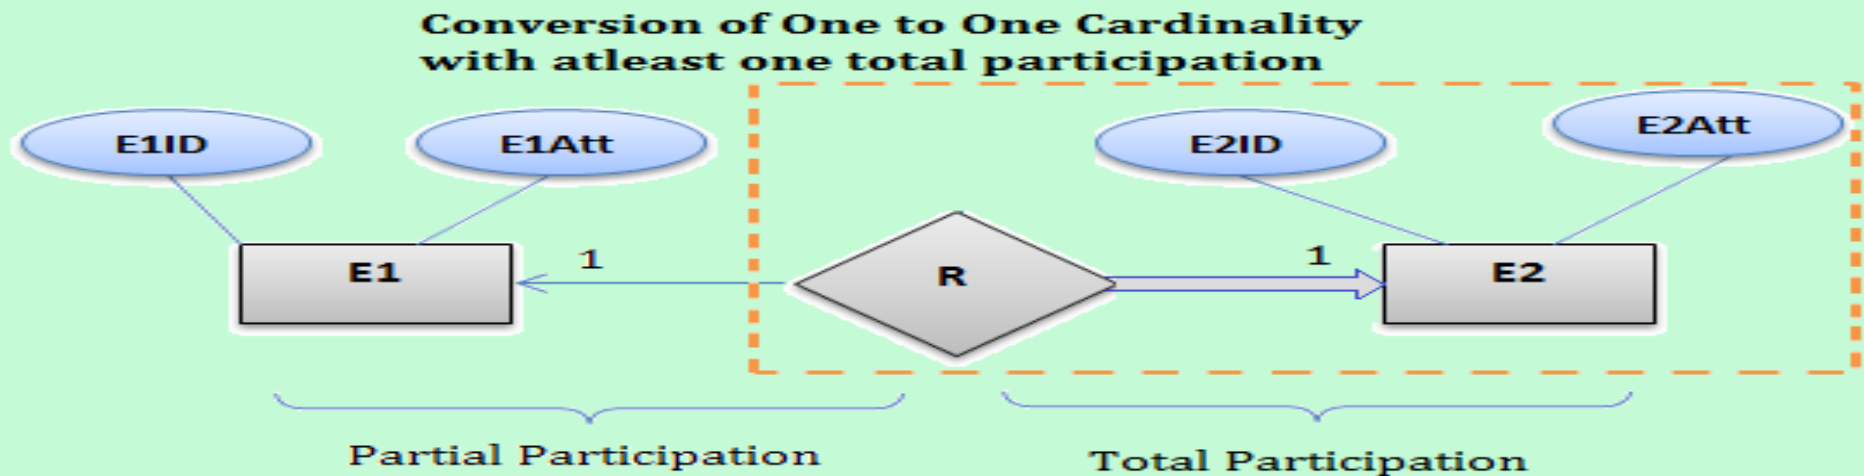 Conversion of One to One Cardinality
with atleast one total participation
E1ID
E1Att
E2ID
E2Att
E1
1
R
1
E2
Partial Participation
Total Participation